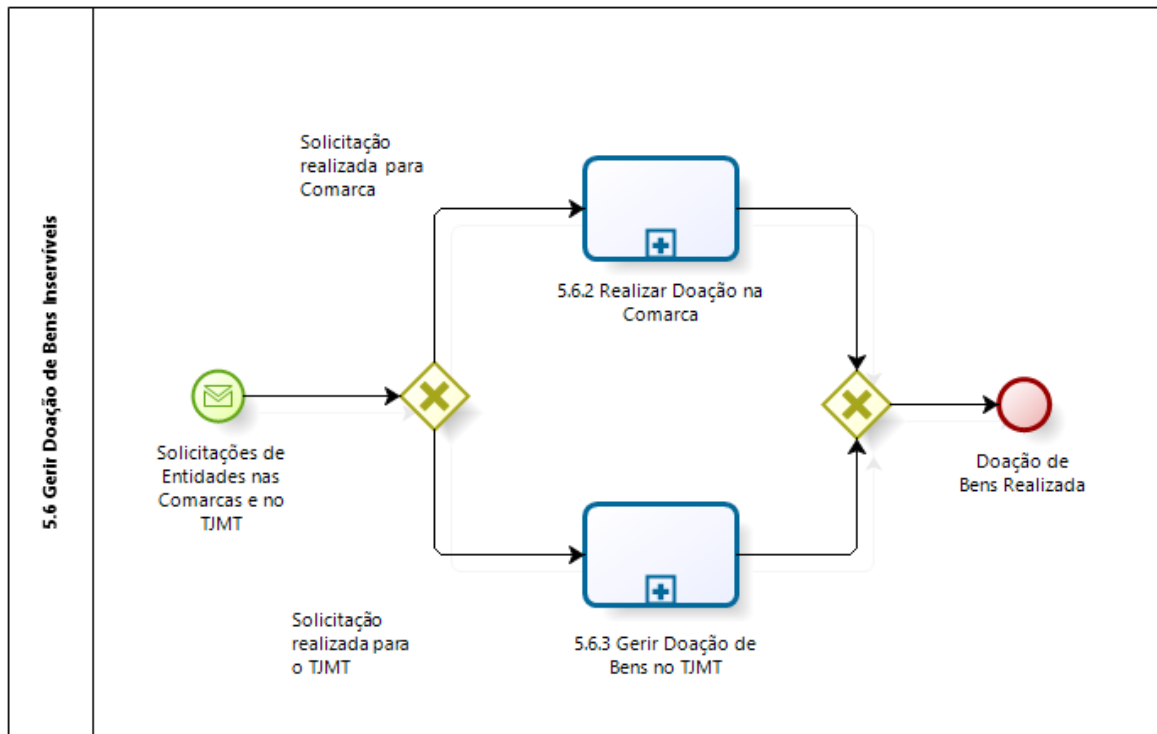 5.6 Gerir Doação de Bens Inservíveis
Solicitação
realizada para
Comarca
5.6.2 Realizar Doação na
Comarca
Solicitações de
Entidades nas
Comarcas e no
TJMT
Doação de
Bens Realizada
Solicitação
realizada para
o TJMT
5.6.3 Gerir Doação de
Bens no TJMT